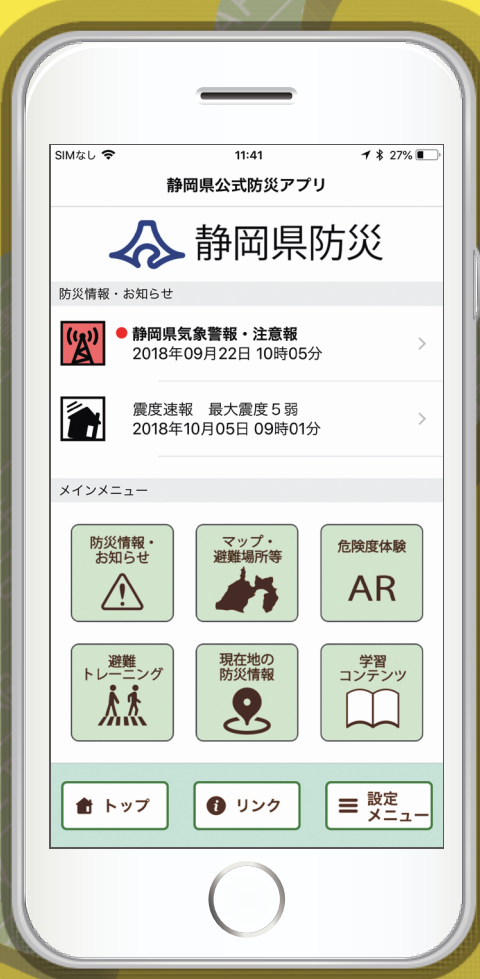 SIMなし 11:41 27%
静岡県公式防災アプリ
静岡県防災
防災情報・お知らせ
静岡県気象警報・注意報
2018年09月22日 10時05分
震度速報　最大震度５弱
2018年10月05日 09時01分
メインメニュー
防災情報・
お知らせ
マップ・
避難場所等
危険度体験
AR
避難
トレーニング
現在地の
防災情報
学習
コンテンツ
トップ
リンク
設定
メニュー